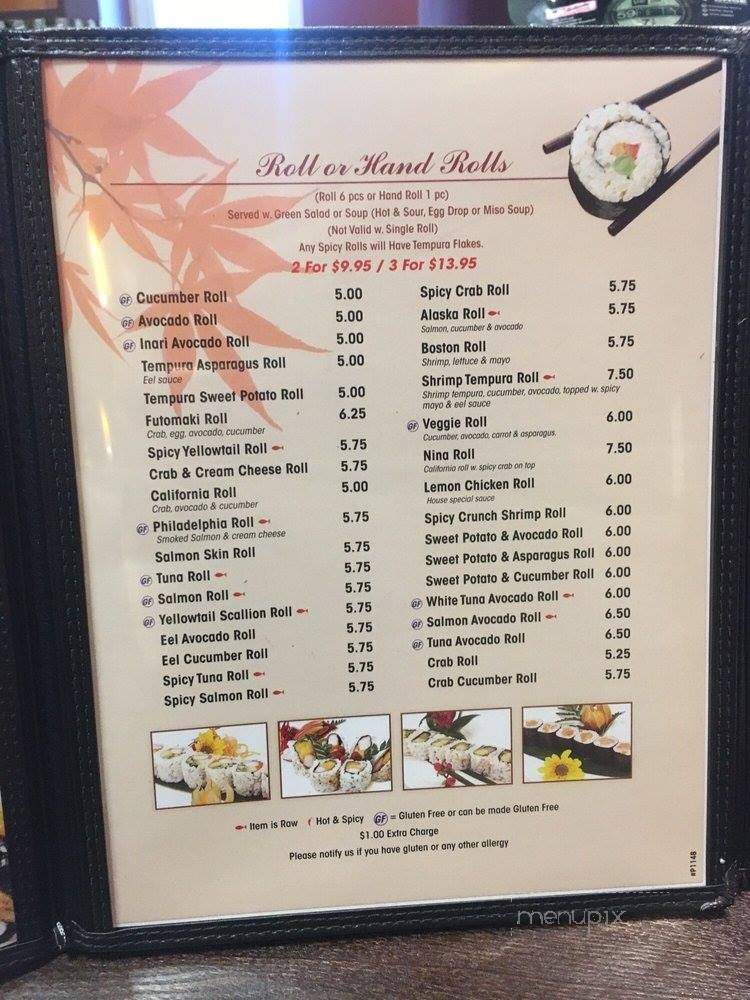 Roll or Hand Rolls
(Roll 6 pcs or Hand Roll 1 pc)
Served w. Green Salad or Soup (Hot & Sour, Egg Drop or Miso Soup)
(Not Valid w. Single Roll)
Any Spicy Rolls will Have Tempura Flakes.
2 For $9.95 / 3 For $13.95
GF Cucumber Roll 5.00
GF Avocado Roll 5.00
GF Inari Avocado Roll 5.00
Tempura Asparagus Roll 5.00
Eel sauce
Tempura Sweet Potato Roll 5.00
Futomaki Roll 6.25
Crab, egg, avocado, cucumber
Spicy Yellowtail Roll 5.75
Crab & Cream Cheese Roll 5.75
California Roll 5.00
Crab, avocado & cucumber
GF Philadelphia Roll 5.75
Smoked Salmon & cream cheese
Salmon Skin Roll 5.75
GF Tuna Roll 5.75
GF Salmon Roll 5.75
GF Yellowtail Scallion Roll 5.75
Eel Avocado Roll 5.75
Eel Cucumber Roll 5.75
Spicy Tuna Roll 5.75
Spicy Salmon Roll 5.75
Spicy Crab Roll 5.75
Alaska Roll 5.75
Salmon, cucumber & avocado
Boston Roll 5.75
Shrimp, lettuce & mayo
Shrimp Tempura Roll 7.50
Shrimp tempura, cucumber, avocado, topped w. spicy
mayo & eel sauce
GF Veggie Roll 6.00
Cucumber, avocado, carrot & asparagus.
Nina Roll 7.50
California roll w. spicy crab on top
Lemon Chicken Roll 6.00
House special sauce
Spicy Crunch Shrimp Roll 6.00
Sweet Potato & Avocado Roll 6.00
Sweet Potato & Asparagus Roll 6.00
Sweet Potato & Cucumber Roll 6.00
GF White Tuna Avocado Roll 6.00
GF Salmon Avocado Roll 6.50
GF Tuna Avocado Roll 6.50
Crab Roll 5.25
Crab Cucumber Roll 5.75
Item is Raw Hot & Spicy GF = Gluten Free or can be made Gluten Free
$1.00 Extra Charge
Please notify us if you have gluten or any other allergy
#P1148
menupix